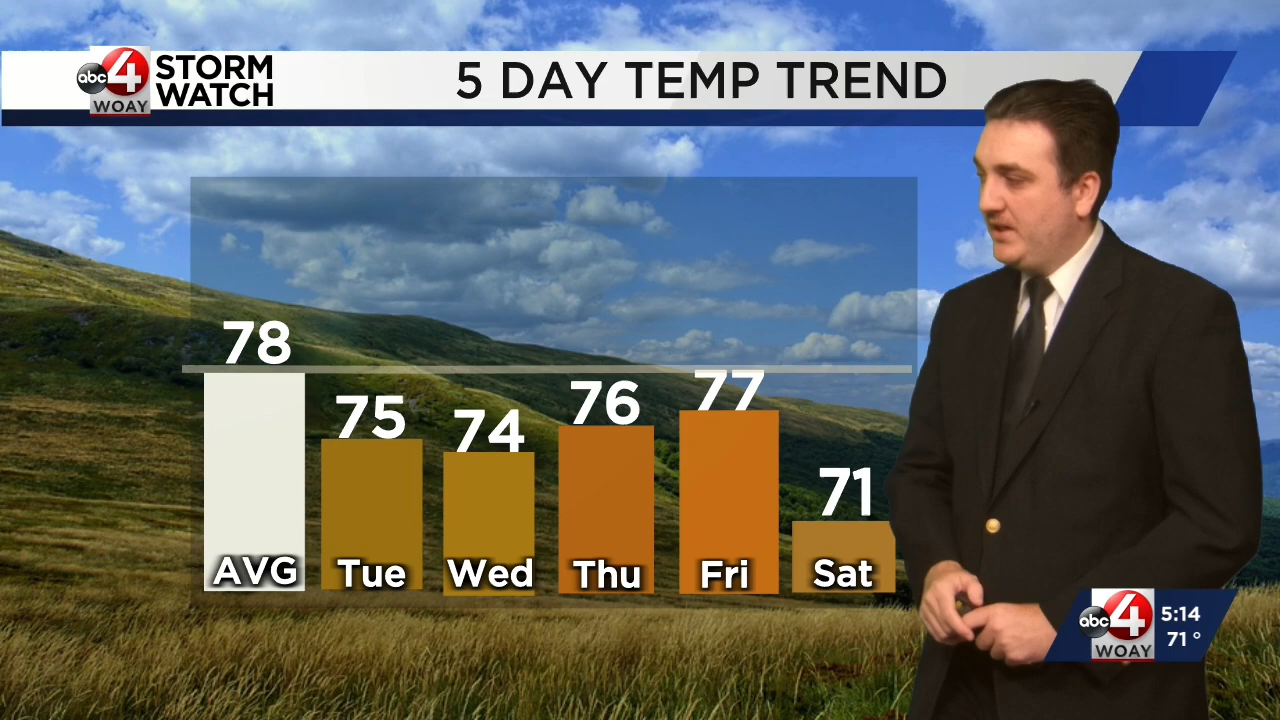 abc 4
WOAY
STORM
WATCH
5 DAY TEMP TREND
78
75
74
76
77
71
AVG
Tue
Wed
Thu
Fri
Sat
abc 4
WOAY
5:14
71 °